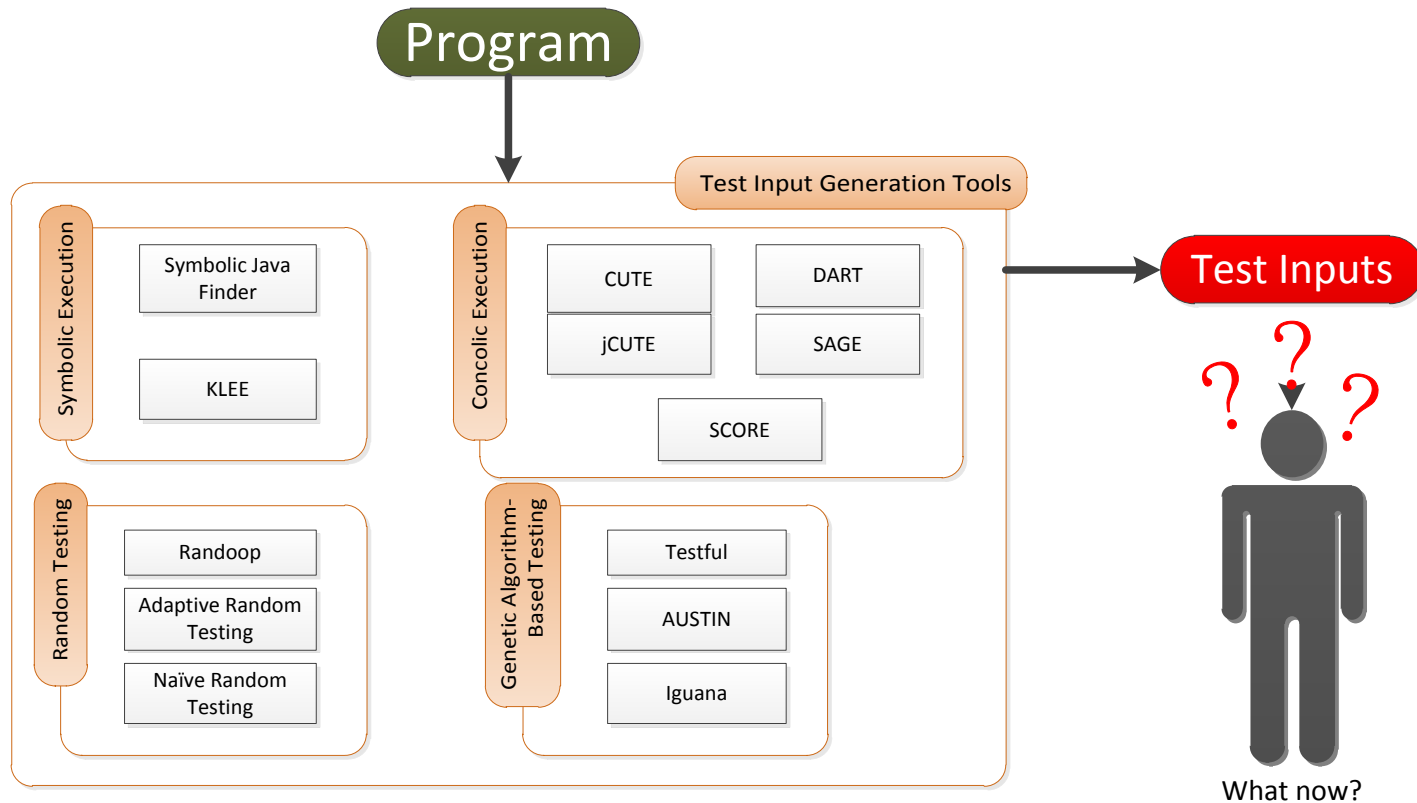 Program
Test Input Generation Tools
Symbolic Execution
Symbolic Java
Finder
KLEE
Concolic Execution
CUTE
DART
jCUTE
SAGE
SCORE
Test Inputs
?
?
?
Random Testing
Randoop
Adaptive Random
Testing
Naïve Random
Testing
Genetic Algorithm-
Based Testing
Testful
AUSTIN
Iguana
What now?